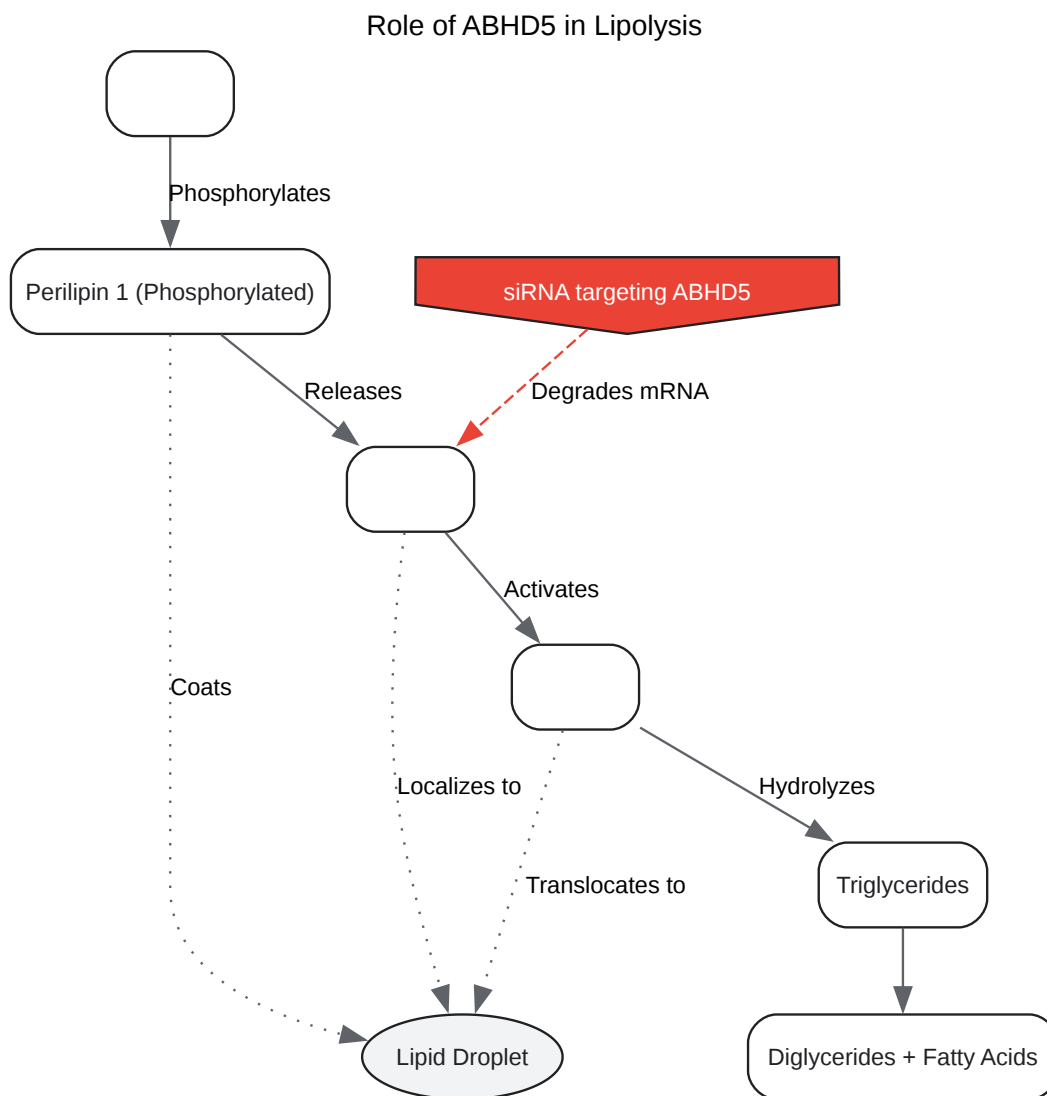 Role of ABHD5 in Lipolysis
Phosphorylates
Perilipin 1 (Phosphorylated)
siRNA targeting ABHD5
Releases
Degrades mRNA
Activates
Coats
Localizes to
Hydrolyzes
Translocates to
Triglycerides
Lipid Droplet
Diglycerides + Fatty Acids